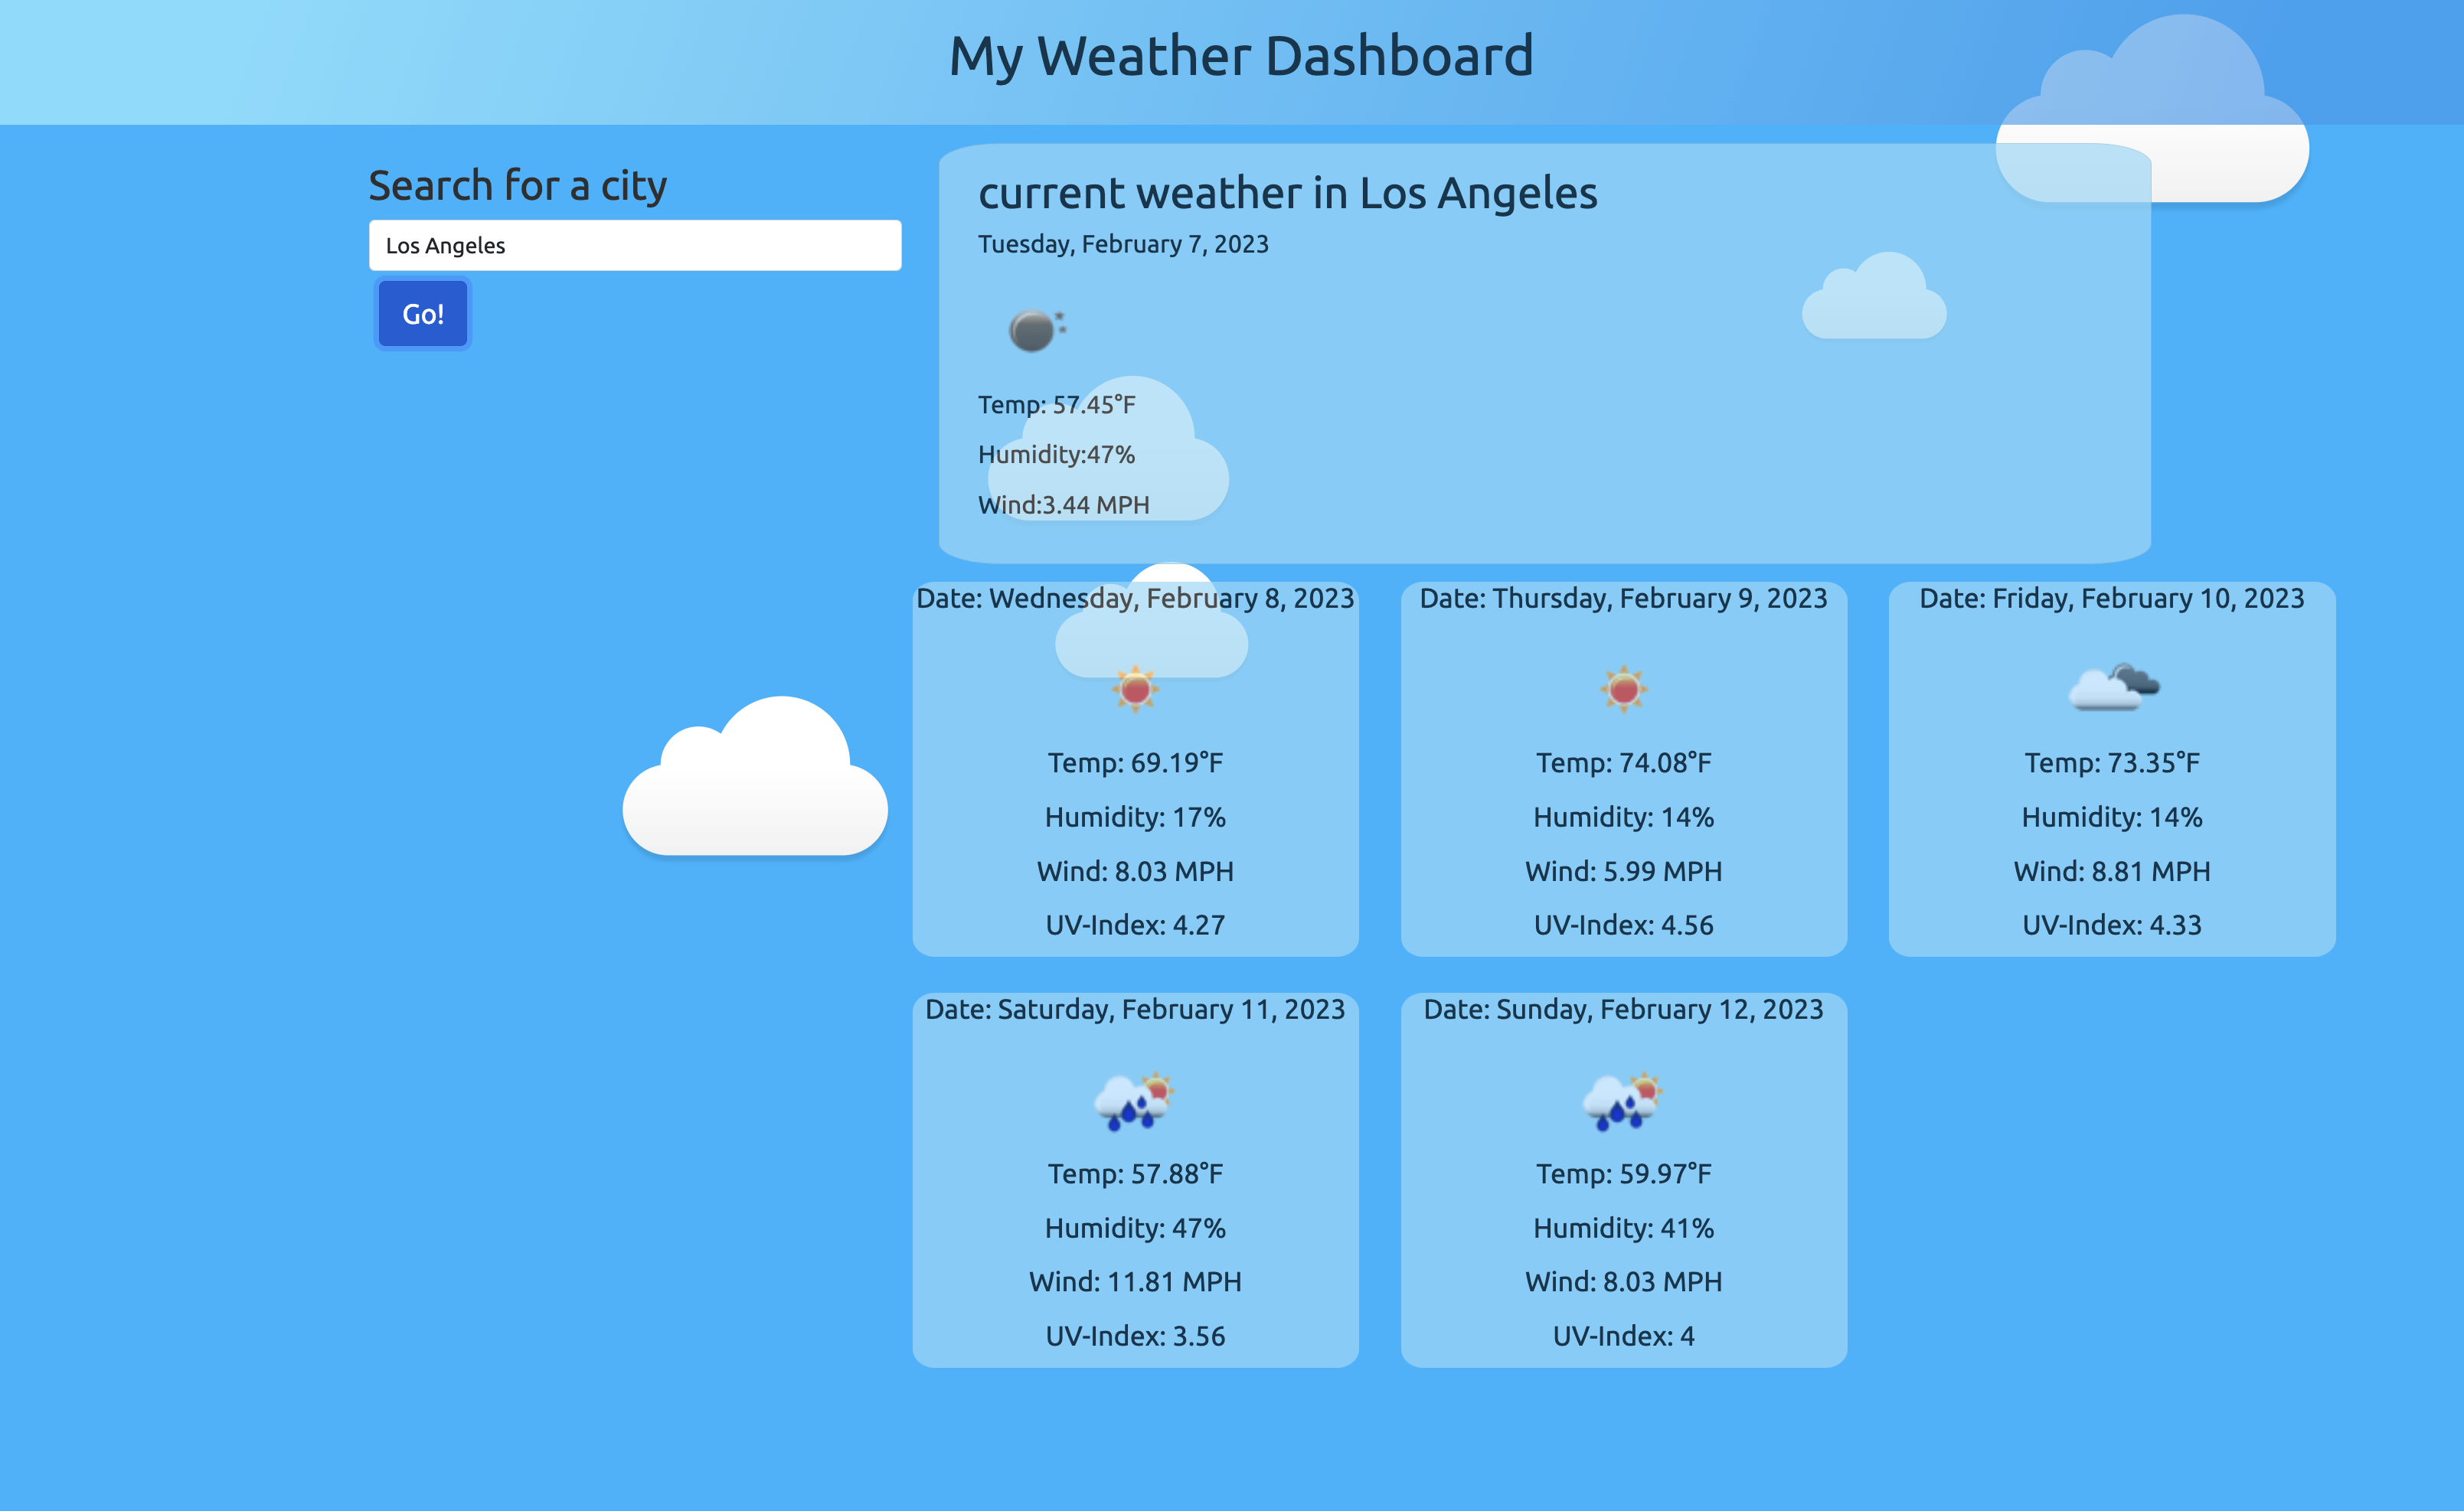 My Weather Dashboard
Search for a city
Los Angeles
Go!
current weather in Los Angeles
Tuesday, February 7, 2023
Temp: 57.45°F
Humidity:47%
Wind:3.44 MPH
Date: Wednesday, February 8, 2023
Temp: 69.19°F
Humidity: 17%
Wind: 8.03 MPH
UV-Index: 4.27
Date: Thursday, February 9, 2023
Temp: 74.08°F
Humidity: 14%
Wind: 5.99 MPH
UV-Index: 4.56
Date: Friday, February 10, 2023
Temp: 73.35°F
Humidity: 14%
Wind: 8.81 MPH
UV-Index: 4.33
Date: Saturday, February 11, 2023
Temp: 57.88°F
Humidity: 47%
Wind: 11.81 MPH
UV-Index: 3.56
Date: Sunday, February 12, 2023
Temp: 59.97°F
Humidity: 41%
Wind: 8.03 MPH
UV-Index: 4